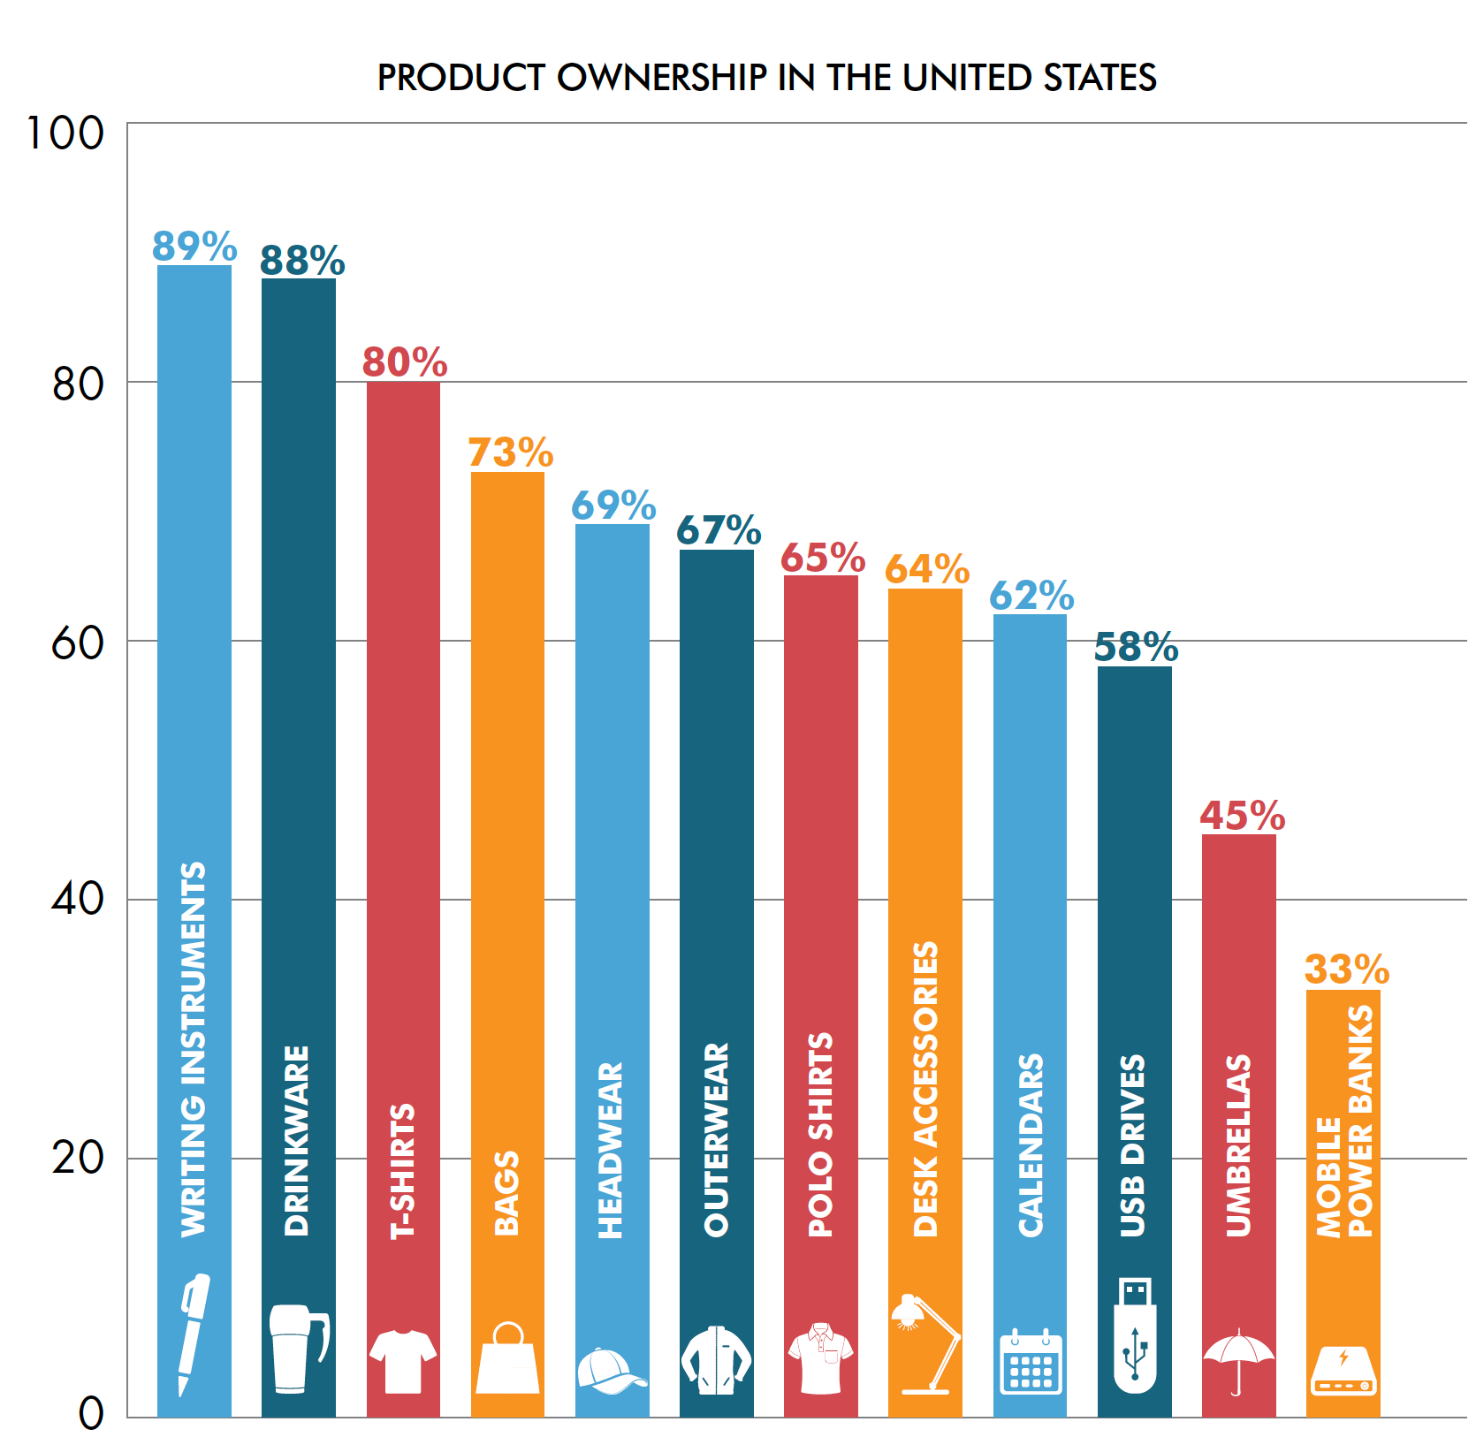 PRODUCT OWNERSHIP IN THE UNITED STATES
100
80
60
40
20
0
89%
88%
80%
73%
69%
67%
65%
64%
62%
58%
45%
33%
WRITING INSTRUMENTS
DRINKWARE
T-SHIRTS
BAGS
HEADWEAR
OUTERWEAR
POLO SHIRTS
DESK ACCESSORIES
CALENDARS
USB DRIVES
UMBRELLAS
MOBILE
POWER BANKS